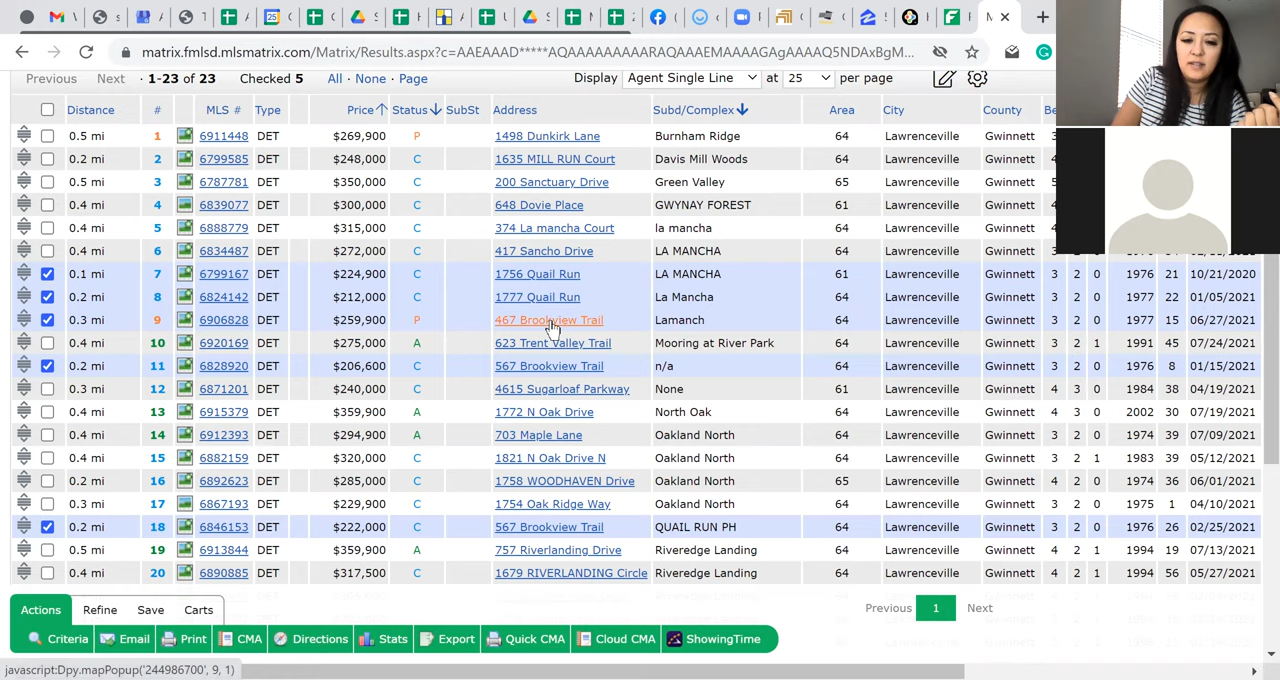 matrix.fmlsd.mlsmatrix.com/Matrix/Results.aspx?c=AAEAAAD*****AQAAAAAAAAARAQAAAEMAAAAGAgAAAAQ5NDAxBgM...
Previous Next · 1-23 of 23 Checked 5 All · None · Page Display Agent Single Line at 25 per page
Distance # MLS # Type Price Status SubSt Address Subd/Complex Area City County Be
0.5 mi 1 6911448 DET $269,900 P 1498 Dunkirk Lane Burnham Ridge 64 Lawrenceville Gwinnett 3
0.2 mi 2 6799585 DET $248,000 C 1635 MILL RUN Court Davis Mill Woods 64 Lawrenceville Gwinnett 4
0.5 mi 3 6787781 DET $350,000 C 200 Sanctuary Drive Green Valley 65 Lawrenceville Gwinnett 5
0.4 mi 4 6839077 DET $300,000 C 648 Dovie Place GWYNAY FOREST 61 Lawrenceville Gwinnett 4
0.4 mi 5 6888779 DET $315,000 C 374 La mancha Court la mancha 64 Lawrenceville Gwinnett 3
0.4 mi 6 6834487 DET $272,000 C 417 Sancho Drive LA MANCHA 64 Lawrenceville Gwinnett
0.1 mi 7 6799167 DET $224,900 C 1756 Quail Run LA MANCHA 61 Lawrenceville Gwinnett 3 2 0 1976 21 10/21/2020
0.2 mi 8 6824142 DET $212,000 C 1777 Quail Run La Mancha 64 Lawrenceville Gwinnett 3 2 0 1977 22 01/05/2021
0.3 mi 9 6906828 DET $259,900 P 467 Brookview Trail Lamanch 64 Lawrenceville Gwinnett 3 2 0 1977 15 06/27/2021
0.4 mi 10 6920169 DET $275,000 A 623 Trent Valley Trail Mooring at River Park 64 Lawrenceville Gwinnett 3 2 1 1991 45 07/24/2021
0.2 mi 11 6828920 DET $206,600 C 567 Brookview Trail n/a 64 Lawrenceville Gwinnett 3 2 0 1976 8 01/15/2021
0.3 mi 12 6871201 DET $240,000 C 4615 Sugarloaf Parkway None 61 Lawrenceville Gwinnett 4 3 0 1984 38 04/19/2021
0.4 mi 13 6915379 DET $359,900 A 1772 N Oak Drive North Oak 64 Lawrenceville Gwinnett 4 3 0 2002 30 07/19/2021
0.4 mi 14 6912393 DET $294,900 A 703 Maple Lane Oakland North 64 Lawrenceville Gwinnett 3 2 0 1974 39 07/09/2021
0.4 mi 15 6882159 DET $320,000 C 1821 N Oak Drive N Oakland North 64 Lawrenceville Gwinnett 3 2 1 1983 39 05/12/2021
0.2 mi 16 6892623 DET $285,000 C 1758 WOODHAVEN Drive Oakland North 65 Lawrenceville Gwinnett 4 2 0 1974 36 06/01/2021
0.3 mi 17 6867193 DET $269,900 C 1754 Oak Ridge Way Oakland North 64 Lawrenceville Gwinnett 3 2 0 1975 1 04/10/2021
0.2 mi 18 6846153 DET $222,000 C 567 Brookview Trail QUAIL RUN PH 64 Lawrenceville Gwinnett 3 2 0 1976 26 02/25/2021
0.5 mi 19 6913844 DET $359,900 A 757 Riverlanding Drive Riveredge Landing 64 Lawrenceville Gwinnett 4 2 1 1994 19 07/13/2021
0.4 mi 20 6890885 DET $317,500 C 1679 RIVERLANDING Circle Riveredge Landing 64 Lawrenceville Gwinnett 4 2 1 1994 56 05/27/2021
Actions Refine Save Carts Previous 1 Next
Criteria Email Print CMA Directions Stats Export Quick CMA Cloud CMA ShowingTime
javascript:Dpy.mapPopup('244986700', 9, 1)